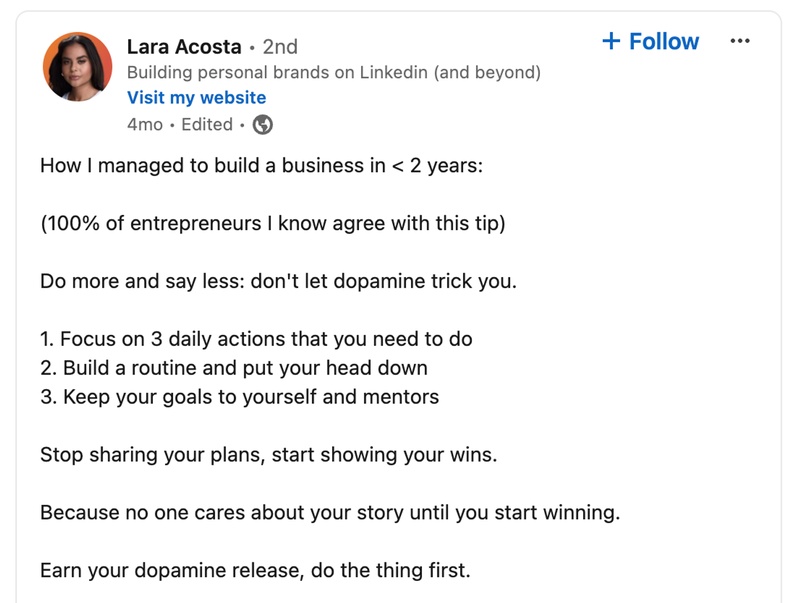 Lara Acosta • 2nd
+ Follow
Building personal brands on Linkedin (and beyond)
Visit my website
4mo • Edited •
How I managed to build a business in < 2 years:
(100% of entrepreneurs I know agree with this tip)
Do more and say less: don't let dopamine trick you.
1. Focus on 3 daily actions that you need to do
2. Build a routine and put your head down
3. Keep your goals to yourself and mentors
Stop sharing your plans, start showing your wins.
Because no one cares about your story until you start winning.
Earn your dopamine release, do the thing first.